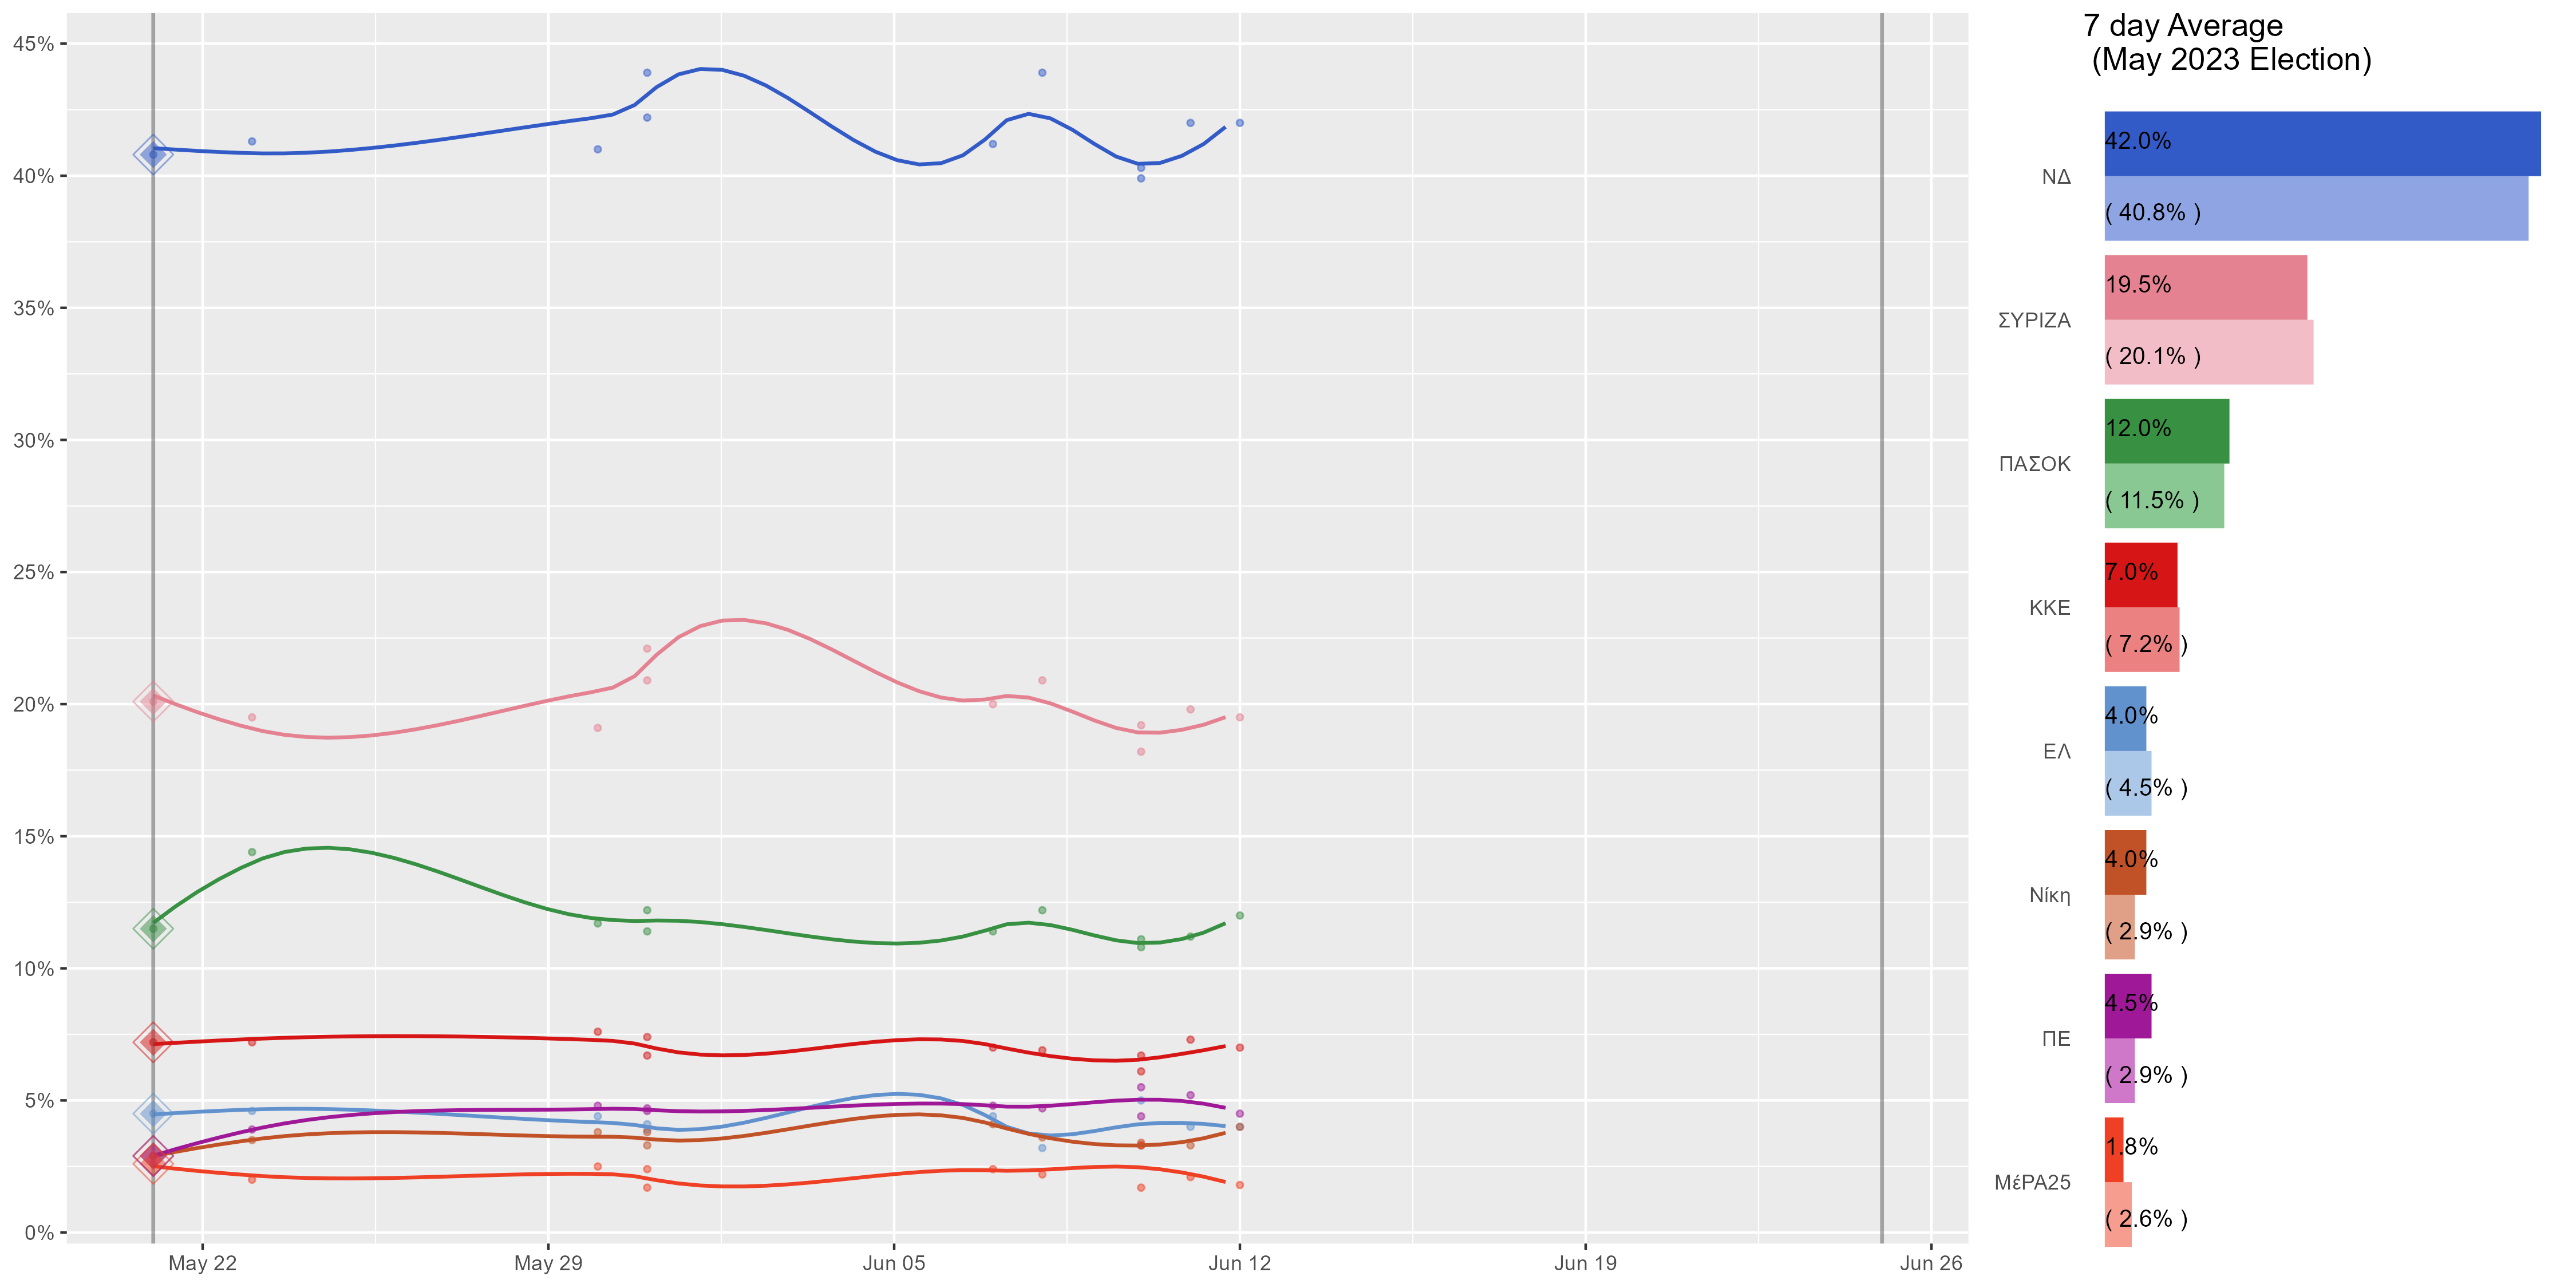 45%
40%
35%
30%
25%
20%
15%
10%
5%
0%
May 22
May 29
Jun 05
Jun 12
Jun 19
Jun 26
7 day Average
(May 2023 Election)
ΝΔ
42.0%
( 40.8% )
ΣΥΡΙΖΑ
19.5%
( 20.1% )
ΠΑΣΟΚ
12.0%
( 11.5% )
ΚΚΕ
7.0%
( 7.2% )
ΕΛ
4.0%
( 4.5% )
Νίκη
4.0%
( 2.9% )
ΠΕ
4.5%
( 2.9% )
ΜέΡΑ25
1.8%
( 2.6% )